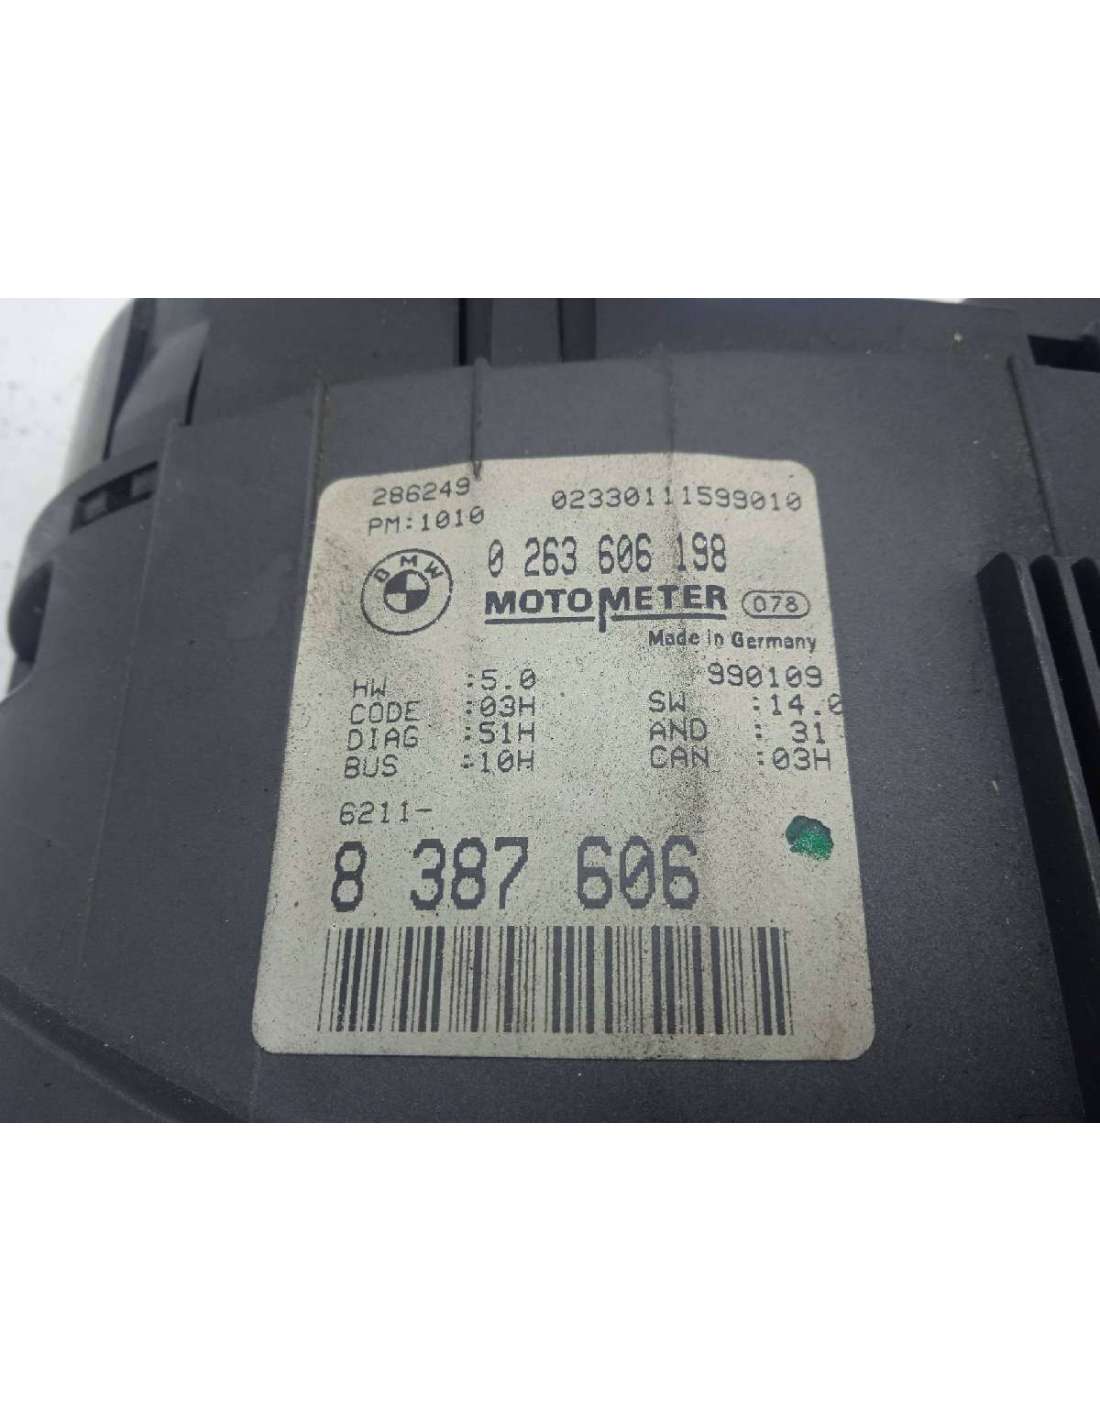 286249 02330111599010
PM:1010
BMW 0 263 606 198
MOTOMETER 078
Made in Germany
990109
HW :5.0 SW :14.0
CODE :03H AND : 31
DIAG :51H CAN :03H
BUS :10H
6211-
8 387 606